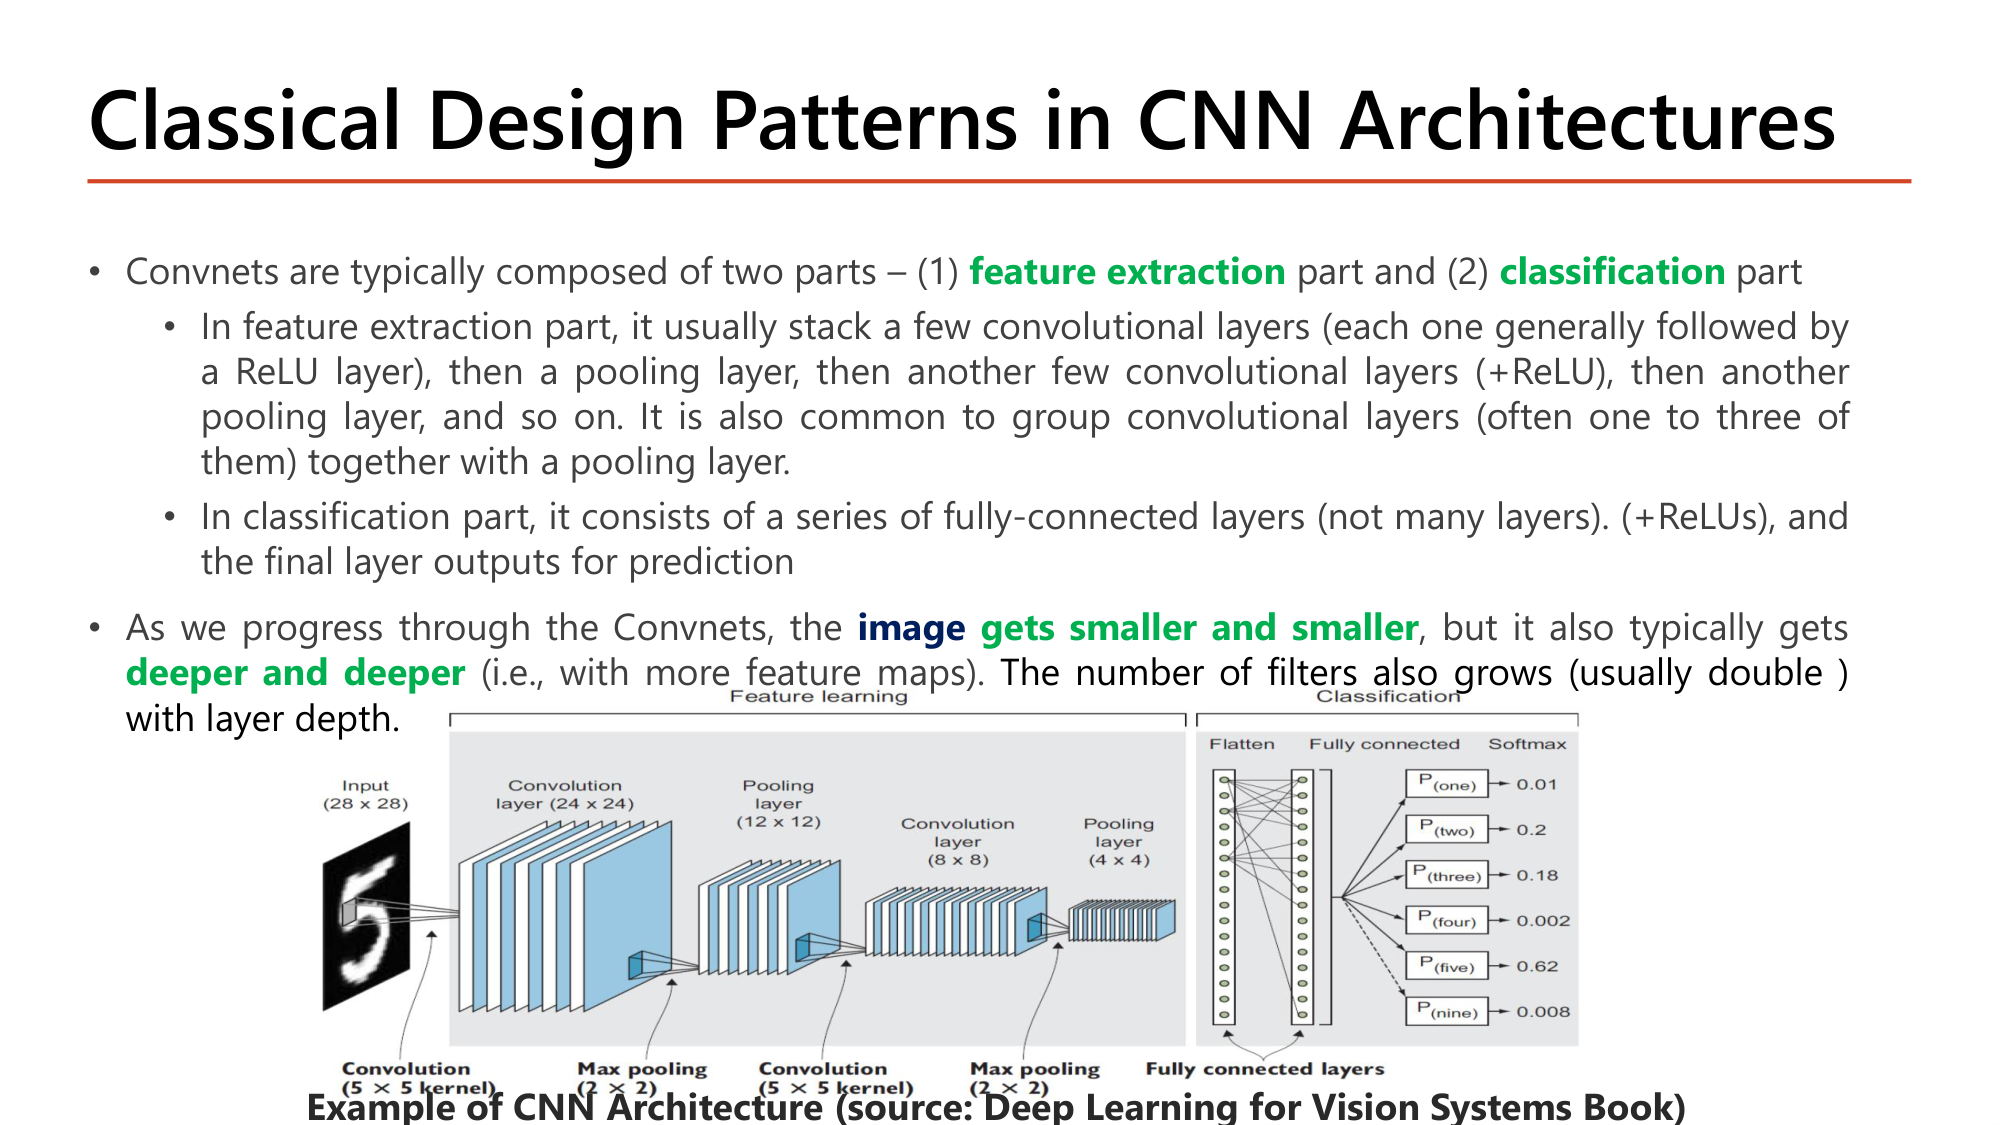 Classical Design Patterns in CNN Architectures
• Convnets are typically composed of two parts – (1) feature extraction part and (2) classification part
• In feature extraction part, it usually stack a few convolutional layers (each one generally followed by
a ReLU layer), then a pooling layer, then another few convolutional layers (+ReLU), then another
pooling layer, and so on. It is also common to group convolutional layers (often one to three of
them) together with a pooling layer.
• In classification part, it consists of a series of fully-connected layers (not many layers). (+ReLUs), and
the final layer outputs for prediction
• As we progress through the Convnets, the image gets smaller and smaller, but it also typically gets
deeper and deeper (i.e., with more feature maps). The number of filters also grows (usually double )
with layer depth.
Feature learning
Classification
Flatten
Fully connected
Softmax
Input
(28 x 28)
Convolution
layer (24 x 24)
Pooling
layer
(12 x 12)
Convolution
layer
(8 x 8)
Pooling
layer
(4 x 4)
P(one) 0.01
P(two) 0.2
P(three) 0.18
P(four) 0.002
P(five) 0.62
P(nine) 0.008
5
Convolution
(5 × 5 kernel)
Max pooling
(2 × 2)
Convolution
(5 × 5 kernel)
Max pooling
(2 × 2)
Fully connected layers
Example of CNN Architecture (source: Deep Learning for Vision Systems Book)